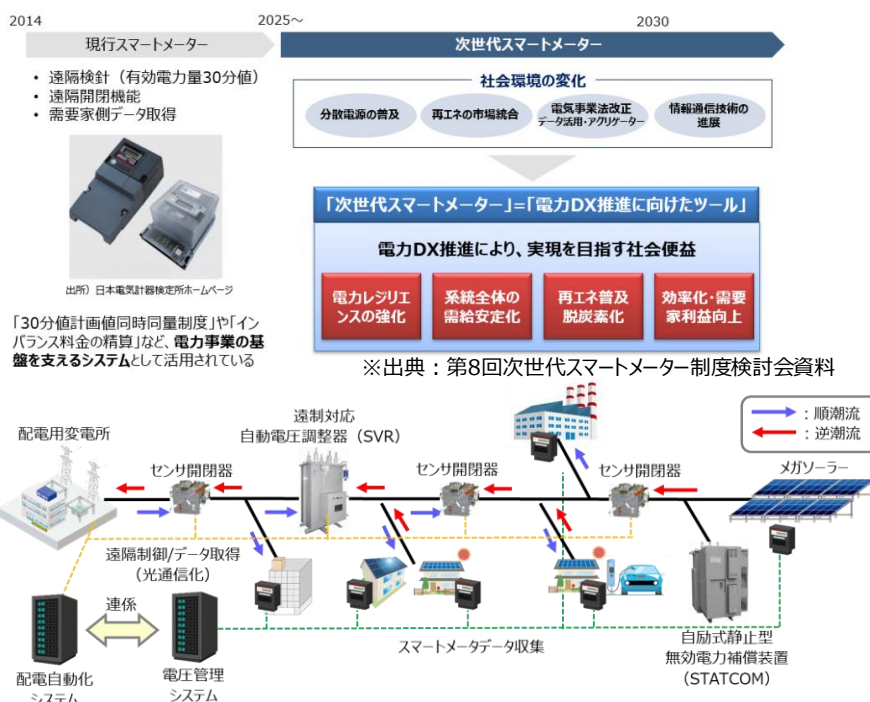 2014
2025～
2030
現行スマートメーター
次世代スマートメーター
・ 遠隔検針（有効電力量30分値）
・ 遠隔開閉機能
・ 需要家側データ取得
出所）日本電気計器検定所ホームページ
「30分値計画値同時同量制度」や「イン
バランス料金の精算」など、電力事業の基
盤を支えるシステムとして活用されている
社会環境の変化
分散電源の普及
再エネの市場統合
電気事業法改正
データ活用・アグリゲーター
情報通信技術の
進展
「次世代スマートメーター」=「電力DX推進に向けたツール」
電力DX推進により、実現を目指す社会便益
電力レジリエ
ンスの強化
系統全体の
需給安定化
再エネ普及
脱炭素化
効率化・需要
家利益向上
※出典：第8回次世代スマートメーター制度検討会資料
配電用変電所
センサ開閉器
遠制対応
自動電圧調整器（SVR）
センサ開閉器
センサ開閉器
：順潮流
：逆潮流
メガソーラー
遠隔制御/データ取得
（光通信化）
連係
配電自動化
システム
電圧管理
システム
スマートメータデータ収集
自励式静止型
無効電力補償装置
（STATCOM）